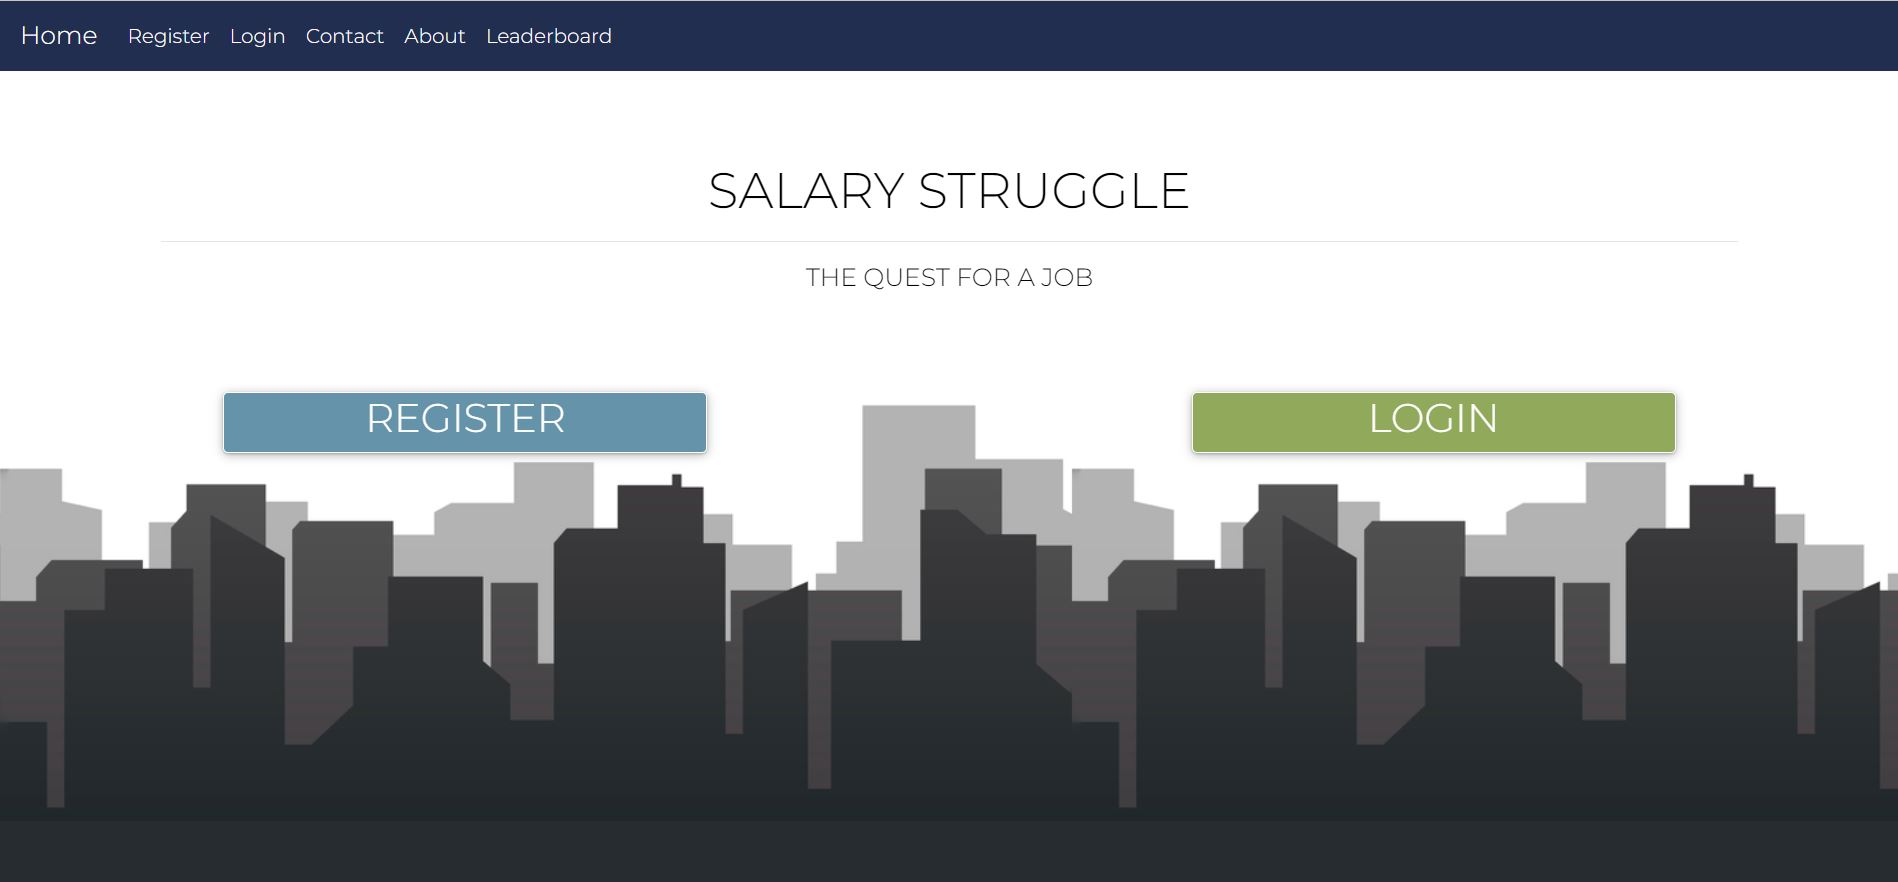 Home Register Login Contact About Leaderboard
SALARY STRUGGLE
THE QUEST FOR A JOB
REGISTER LOGIN